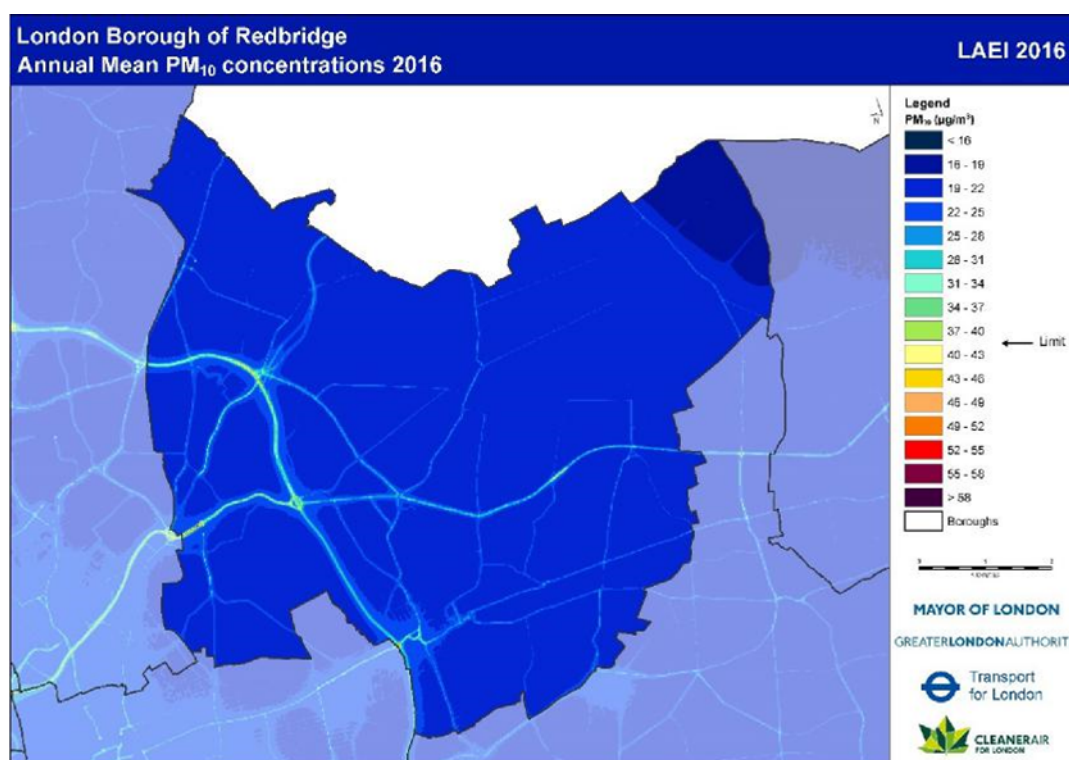 London Borough of Redbridge
Annual Mean PM₁₀ concentrations 2016
LAEI 2016
Legend
PM₁₀ (µg/m³)
< 16
16 - 19
19 - 22
22 - 25
25 - 28
28 - 31
31 - 34
34 - 37
37 - 40
40 - 43
43 - 46
46 - 49
49 - 52
52 - 55
55 - 58
> 58
Boroughs
Limit
N
MAYOR OF LONDON
GREATERLONDONAUTHORIT
Transport
for London
CLEANERAIR
FOR LONDON